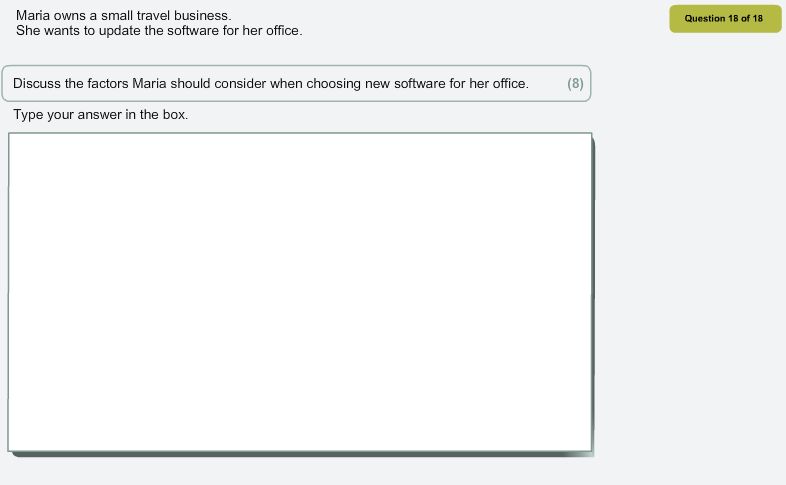 Maria owns a small travel business.
She wants to update the software for her office.
Question 18 of 18
Discuss the factors Maria should consider when choosing new software for her office. (8)
Type your answer in the box.